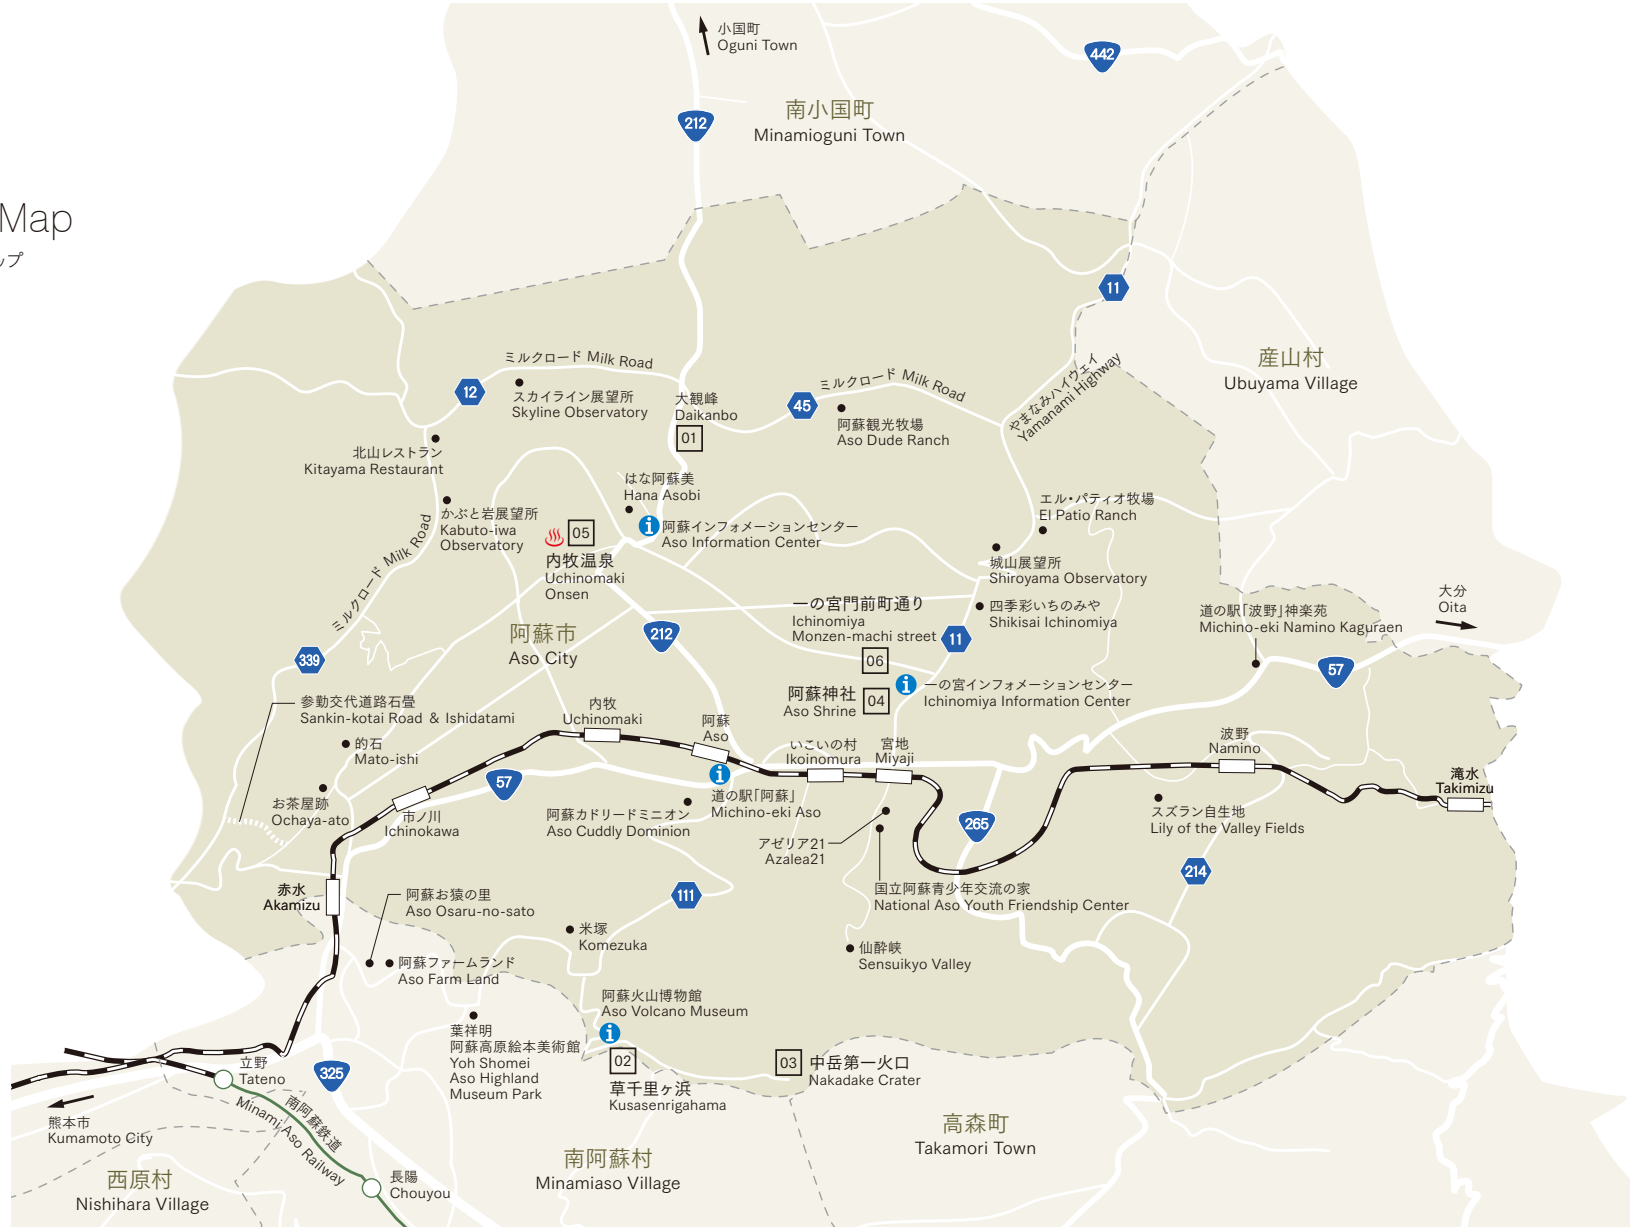 Map
ップ
小国町
Oguni Town
442
212
南小国町
Minamioguni Town
11
産山村
Ubuyama Village
ミルクロード Milk Road
12
スカイライン展望所
Skyline Observatory
大観峰
Daikanbo
01
45
ミルクロード Milk Road
阿蘇観光牧場
Aso Dude Ranch
やまなみハイウェイ
Yamanami Highway
北山レストラン
Kitayama Restaurant
はな阿蘇美
Hana Asobi
かぶと岩展望所
Kabuto-iwa
Observatory
ミルクロード Milk Road
05
内牧温泉
Uchinomaki
Onsen
i
阿蘇インフォメーションセンター
Aso Information Center
エル・パティオ牧場
El Patio Ranch
城山展望所
Shiroyama Observatory
四季彩いちのみや
Shikisai Ichinomiya
一の宮門前町通り
Ichinomiya
Monzen-machi street
06
11
道の駅「波野」神楽苑
Michino-eki Namino Kaguraen
大分
Oita
57
阿蘇市
Aso City
212
339
阿蘇神社
Aso Shrine
04
i
一の宮インフォメーションセンター
Ichinomiya Information Center
参勤交代道路石畳
Sankin-kotai Road & Ishidatami
的石
Mato-ishi
お茶屋跡
Ochaya-ato
内牧
Uchinomaki
阿蘇
Aso
いこいの村
Ikoinomura
宮地
Miyaji
波野
Namino
滝水
Takimizu
57
市ノ川
Ichinokawa
i
道の駅「阿蘇」
Michino-eki Aso
阿蘇カドリードミニオン
Aso Cuddly Dominion
アゼリア21
Azalea21
265
スズラン自生地
Lily of the Valley Fields
214
国立阿蘇青少年交流の家
National Aso Youth Friendship Center
赤水
Akamizu
阿蘇お猿の里
Aso Osaru-no-sato
111
米塚
Komezuka
仙酔峡
Sensuikyo Valley
阿蘇ファームランド
Aso Farm Land
阿蘇火山博物館
Aso Volcano Museum
i
02
草千里ヶ浜
Kusasenrigahama
03
中岳第一火口
Nakadake Crater
葉祥明
阿蘇高原絵本美術館
Yoh Shomei
Aso Highland
Museum Park
立野
Tateno
325
熊本市
Kumamoto City
南阿蘇鉄道
Minami Aso Railway
長陽
Chouyou
西原村
Nishihara Village
南阿蘇村
Minamiaso Village
高森町
Takamori Town